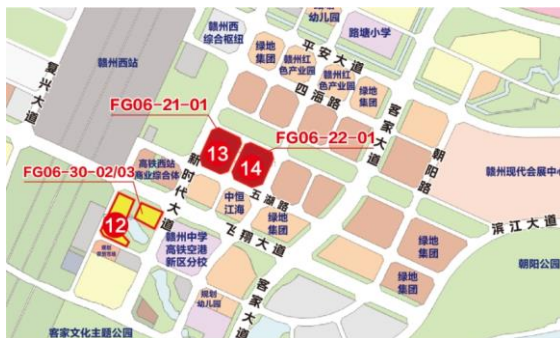 赣州西
综合枢纽
规划
幼儿园
路塘小学
绿地
集团
平安大道
赣州红
色产业园
赣州红
色产业园
绿地
集团
四海路
赣州西站
复兴大道
客家大道
朝阳路
FG06-21-01
FG06-22-01
13
14
赣州现代会展中心
FG06-30-02/03
高铁西站
商业综合体
新时代大道
中恒
江海
五湖路
绿地
集团
飞翔大道
绿地
集团
滨江大道
12
赣州中学
高铁空港
新区分校
朝阳公园
绿地
集团
规划
幼儿园
客家大道
客家文化主题公园